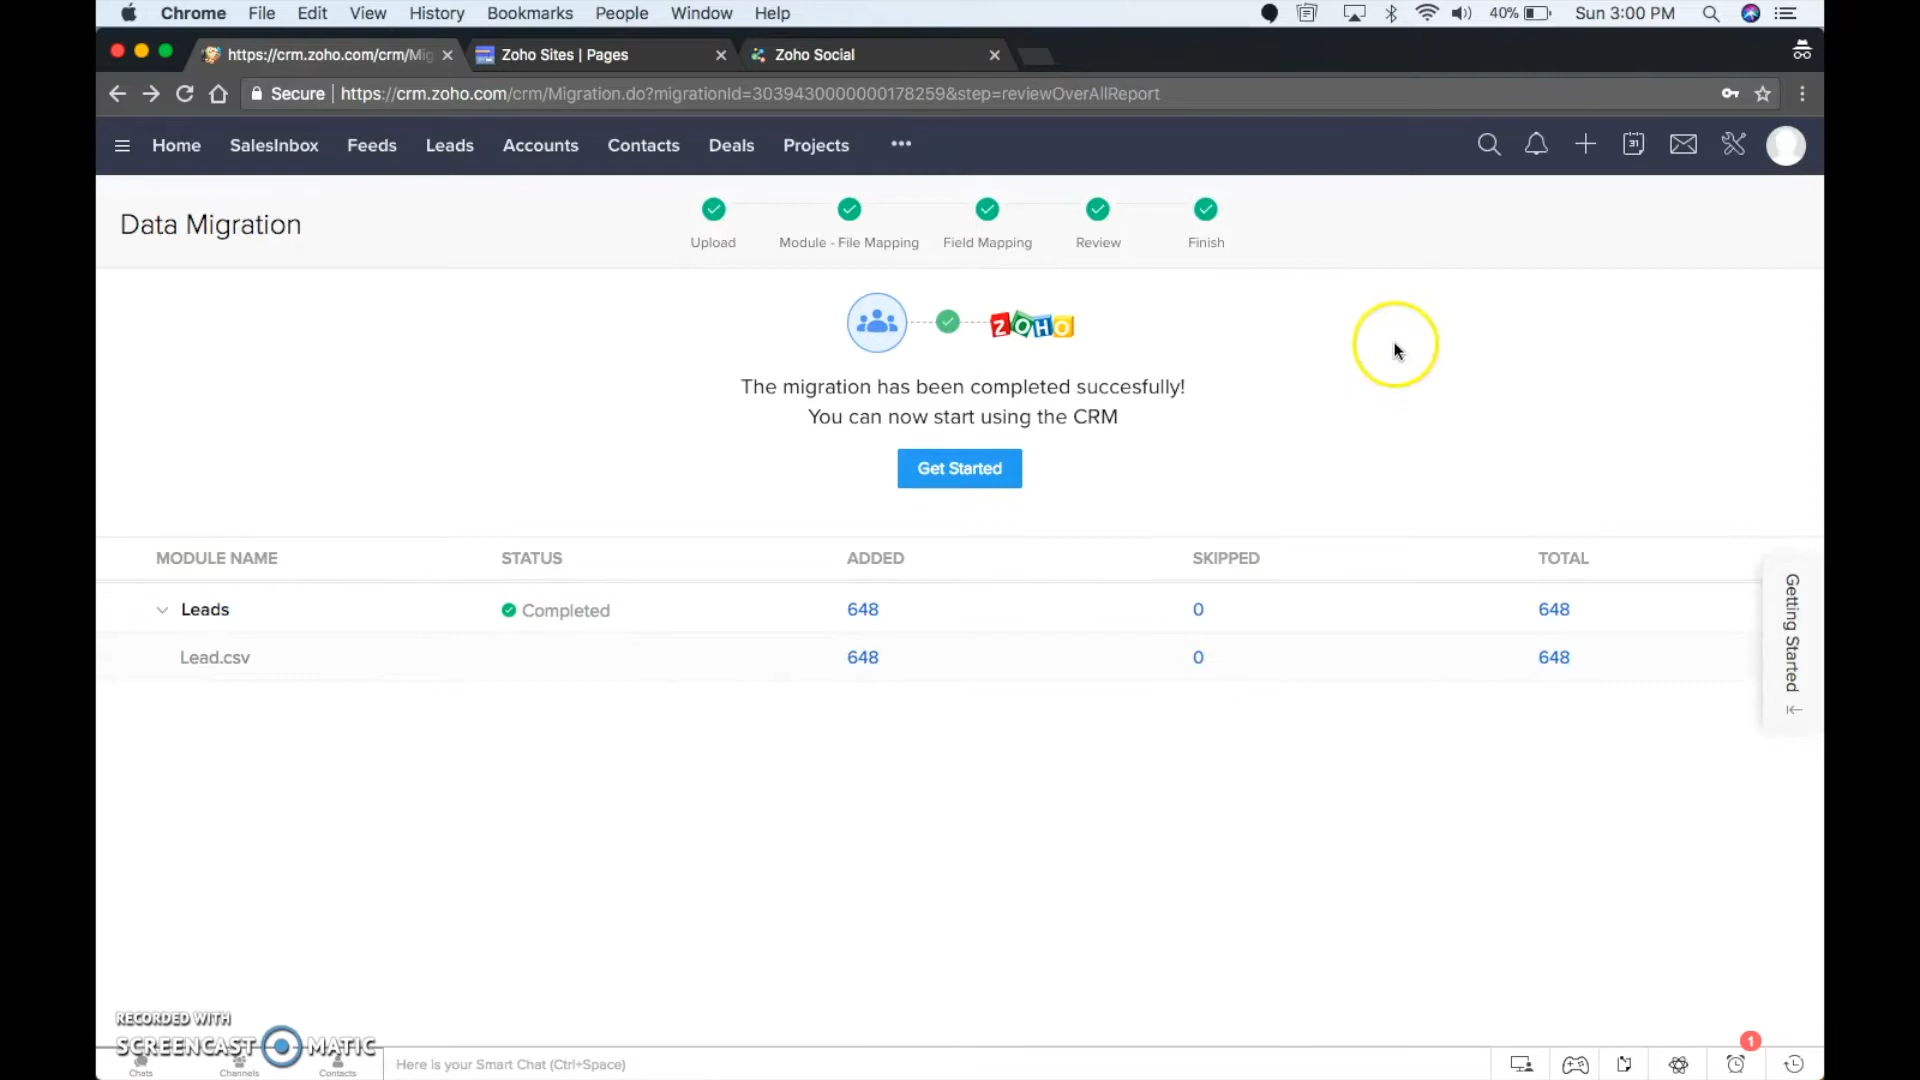 Chrome File Edit View History Bookmarks People Window Help 40% Sun 3:00 PM
https://crm.zoho.com/crm/Mig Zoho Sites | Pages Zoho Social
Secure https://crm.zoho.com/crm/Migration.do?migrationId=3039430000000178259&step=reviewOverAllReport
Home SalesInbox Feeds Leads Accounts Contacts Deals Projects ••• 31
Data Migration
Upload Module - File Mapping Field Mapping Review Finish
ZOHO
The migration has been completed succesfully!
You can now start using the CRM
Get Started
MODULE NAME STATUS ADDED SKIPPED TOTAL
Leads Completed 648 0 648
Lead.csv 648 0 648
Getting Started
RECORDED WITH
SCREENCAST MATIC
Chats Channels Contacts
Here is your Smart Chat (Ctrl+Space)
1